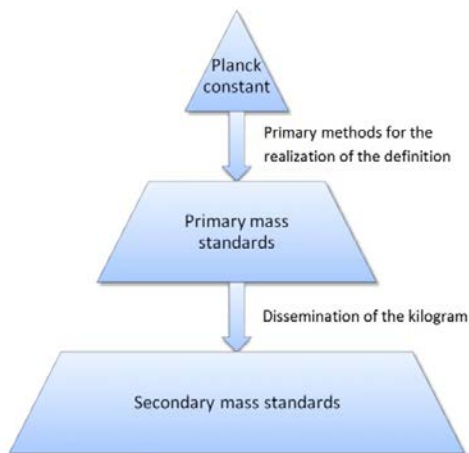 Planck
constant
Primary methods for the
realization of the definition
Primary mass
standards
Dissemination of the kilogram
Secondary mass standards